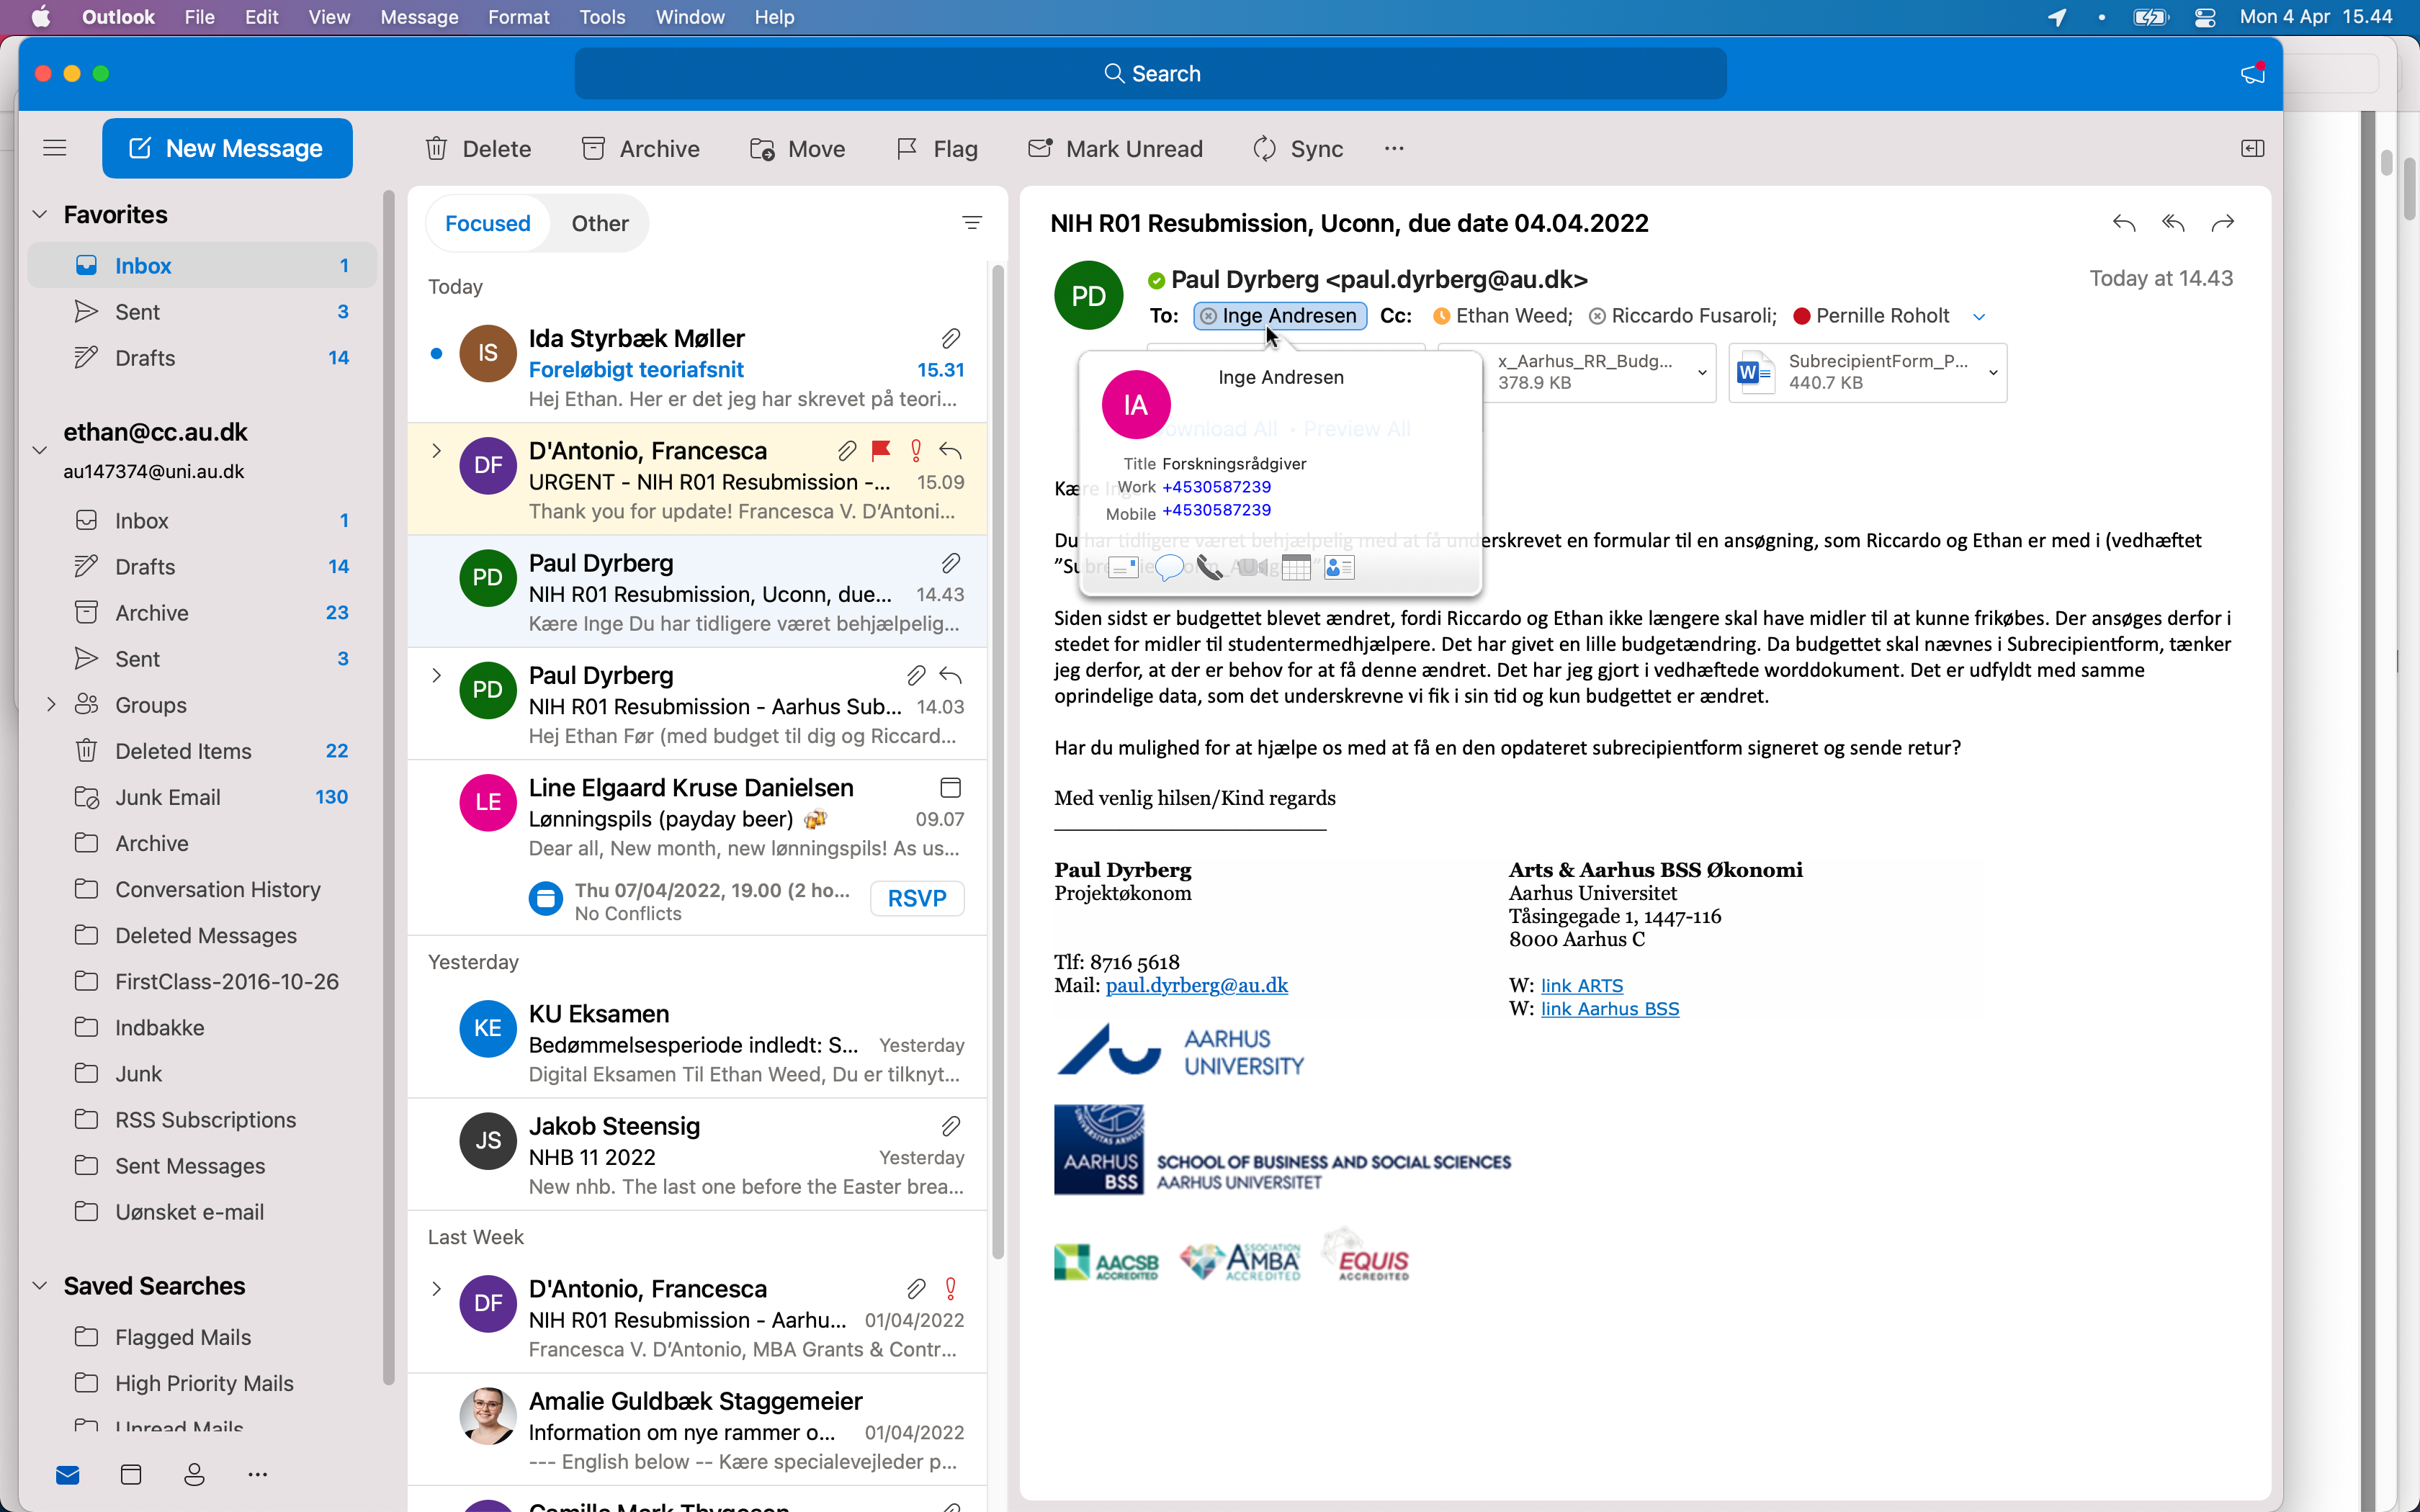 Outlook File Edit View Message Format Tools Window Help
Mon 4 Apr 15.44
Search
New Message
Delete Archive Move Flag Mark Unread Sync ...
Favorites
Inbox 1
Sent 3
Drafts 14
ethan@cc.au.dk
au147374@uni.au.dk
Inbox 1
Drafts 14
Archive 23
Sent 3
Groups
Deleted Items 22
Junk Email 130
Archive
Conversation History
Deleted Messages
FirstClass-2016-10-26
Indbakke
Junk
RSS Subscriptions
Sent Messages
Uønsket e-mail
Saved Searches
Flagged Mails
High Priority Mails
Unread Mails
Focused Other
Today
IS
Ida Styrbæk Møller
Foreløbigt teoriafsnit 15.31
Hej Ethan. Her er det jeg har skrevet på teori...
DF
D'Antonio, Francesca
URGENT - NIH R01 Resubmission -... 15.09
Thank you for update! Francesca V. D'Antoni...
PD
Paul Dyrberg
NIH R01 Resubmission, Uconn, due... 14.43
Kære Inge Du har tidligere været behjælpelig...
PD
Paul Dyrberg
NIH R01 Resubmission - Aarhus Sub... 14.03
Hej Ethan Før (med budget til dig og Riccard...
LE
Line Elgaard Kruse Danielsen
Lønningspils (payday beer) 🍻 09.07
Dear all, New month, new lønningspils! As us...
Thu 07/04/2022, 19.00 (2 ho...
No Conflicts
RSVP
Yesterday
KE
KU Eksamen
Bedømmelsesperiode indledt: S... Yesterday
Digital Eksamen Til Ethan Weed, Du er tilknyt...
JS
Jakob Steensig
NHB 11 2022 Yesterday
New nhb. The last one before the Easter brea...
Last Week
DF
D'Antonio, Francesca
NIH R01 Resubmission - Aarhu... 01/04/2022
Francesca V. D'Antonio, MBA Grants & Contr...
Amalie Guldbæk Staggemeier
Information om nye rammer o... 01/04/2022
--- English below -- Kære specialevejleder p...
NIH R01 Resubmission, Uconn, due date 04.04.2022
PD
Paul Dyrberg <paul.dyrberg@au.dk>
Today at 14.43
To: Inge Andresen Cc: Ethan Weed; Riccardo Fusaroli; Pernille Roholt
x_Aarhus_RR_Budg...
378.9 KB
SubrecipientForm_P...
440.7 KB
Inge Andresen
IA
Download All • Preview All
Title Forskningsrådgiver
Work +4530587239
Mobile +4530587239
Kære Inge
Du har tidligere været behjælpelig med at få underskrevet en formular til en ansøgning, som Riccardo og Ethan er med i (vedhæftet
Siden sidst er budgettet blevet ændret, fordi Riccardo og Ethan ikke længere skal have midler til at kunne frikøbes. Der ansøges derfor i
stedet for midler til studentermedhjælpere. Det har givet en lille budgetændring. Da budgettet skal nævnes i Subrecipientform, tænker
jeg derfor, at der er behov for at få denne ændret. Det har jeg gjort i vedhæftede worddokument. Det er udfyldt med samme
oprindelige data, som det underskrevne vi fik i sin tid og kun budgettet er ændret.
Har du mulighed for at hjælpe os med at få en den opdateret subrecipientform signeret og sende retur?
Med venlig hilsen/Kind regards
Paul Dyrberg
Projektøkonom
Tlf: 8716 5618
Mail: paul.dyrberg@au.dk
Arts & Aarhus BSS Økonomi
Aarhus Universitet
Tåsingegade 1, 1447-116
8000 Aarhus C
W: link ARTS
W: link Aarhus BSS
AARHUS
UNIVERSITY
AARHUS
BSS
SCHOOL OF BUSINESS AND SOCIAL SCIENCES
AARHUS UNIVERSITET
AACSB
ACCREDITED
ASSOCIATION
AMBA
ACCREDITED
EQUIS
ACCREDITED